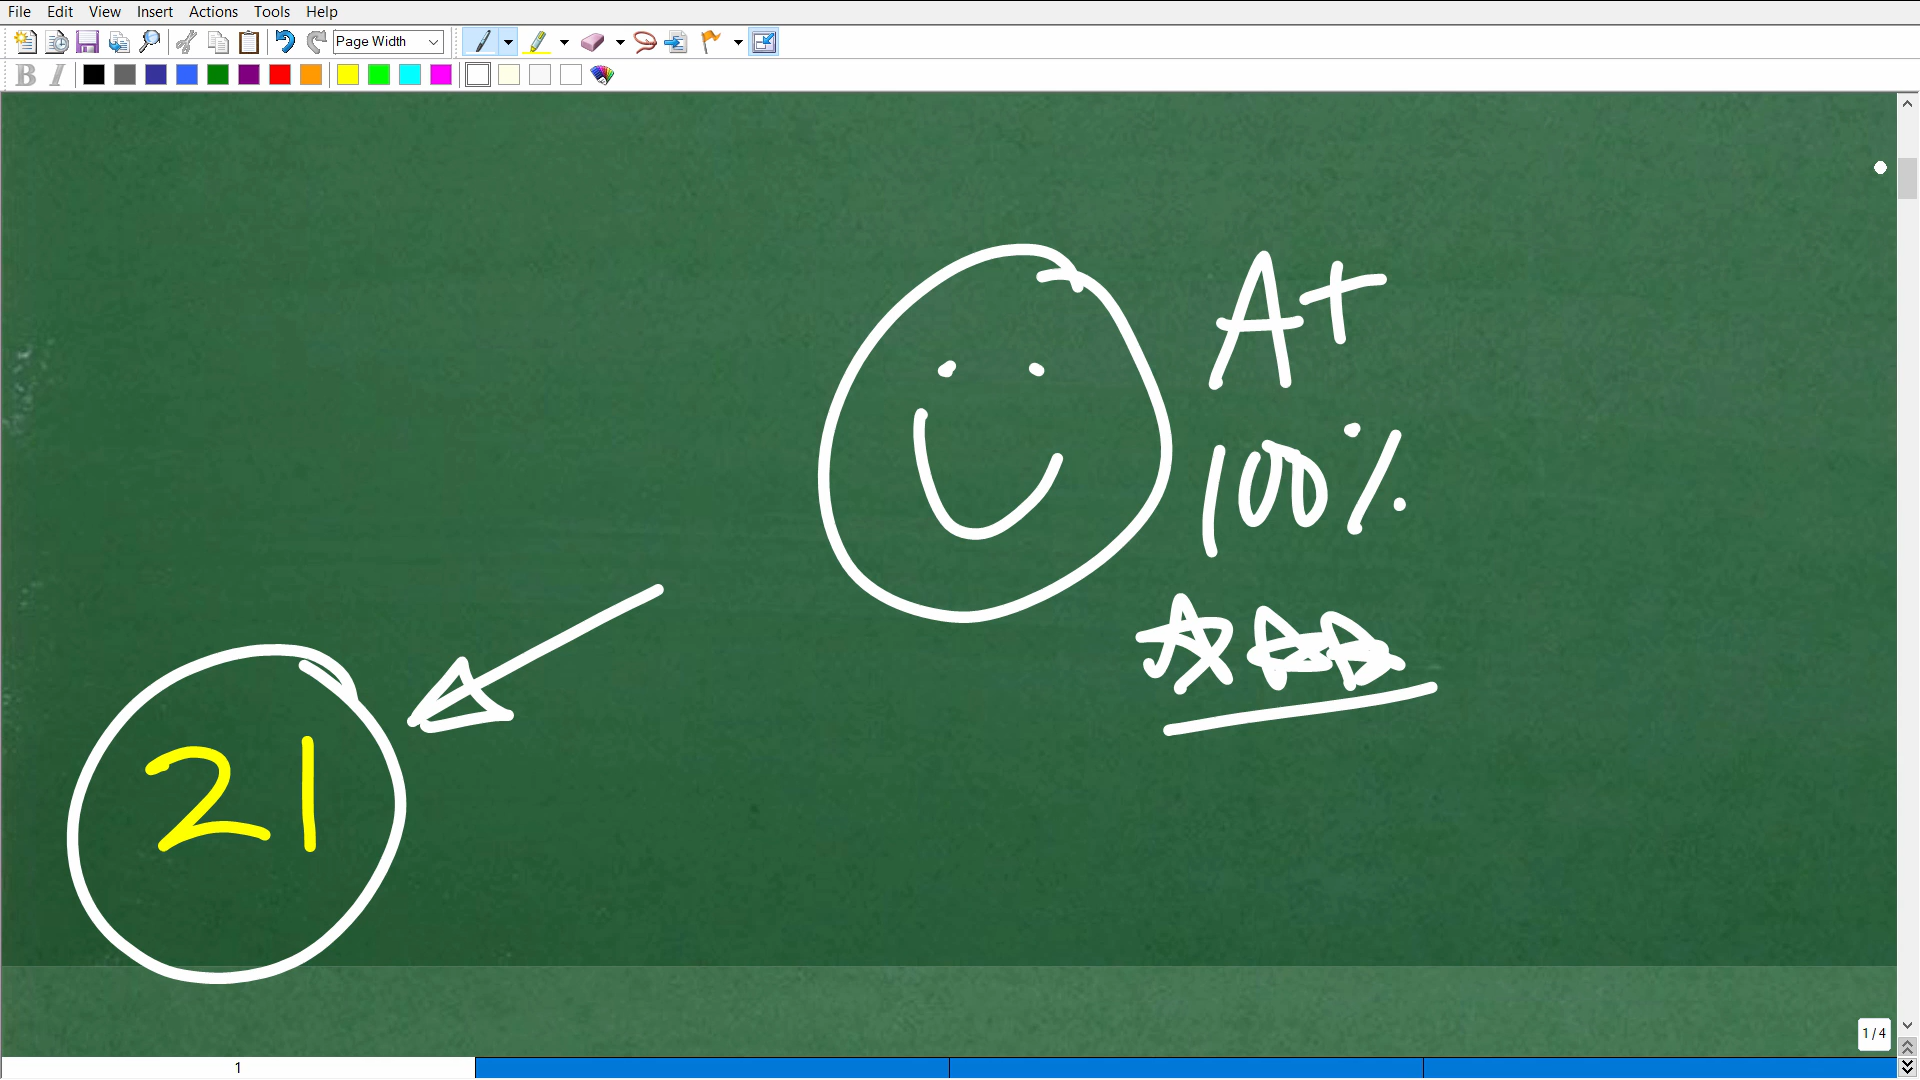 File Edit View Insert Actions Tools Help
Page Width
B I
A+
100%
21
1 / 4
1